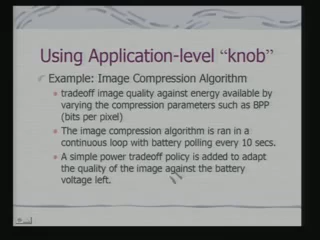 Using Application-level “knob”
Example: Image Compression Algorithm
tradeoff image quality against energy available by
varying the compression parameters such as BPP
(bits per pixel)
The image compression algorithm is ran in a
continuous loop with battery polling every 10 secs.
A simple power tradeoff policy is added to adapt
the quality of the image against the battery
voltage left.